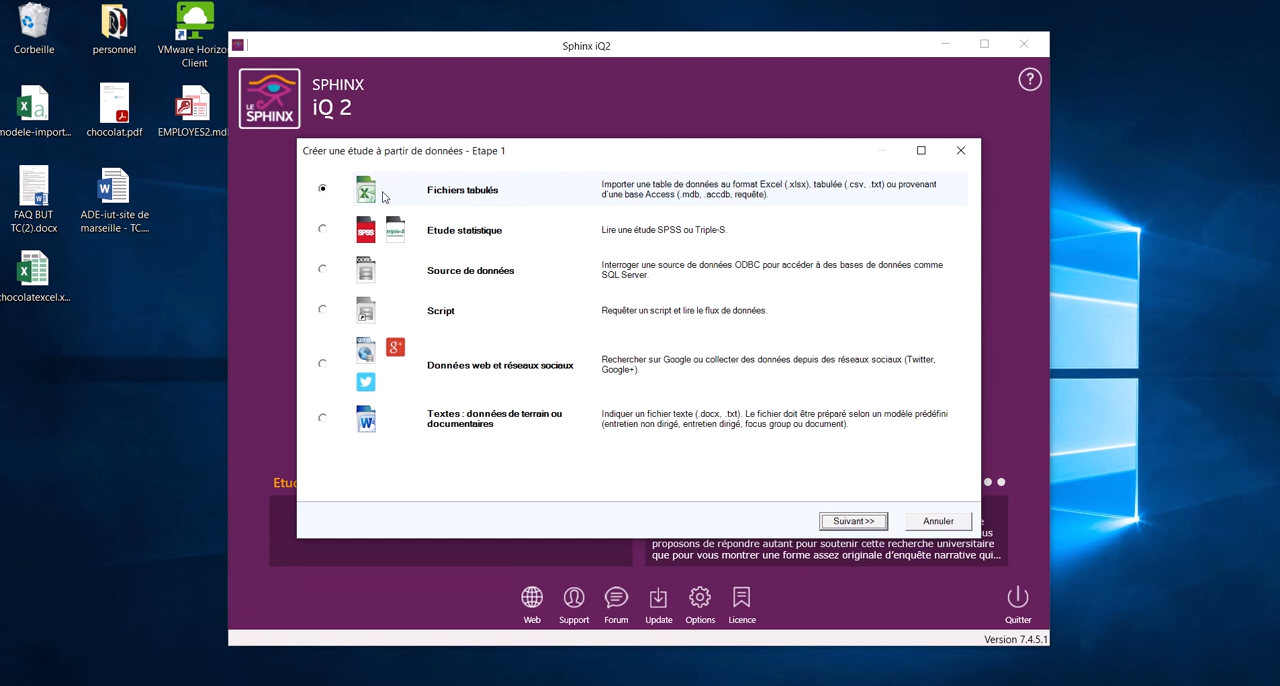 Corbeille
personnel
VMware Horizo
Client
modele-import...
chocolat.pdf
EMPLOYES2.md
FAQ BUT
TC(2).docx
ADE-iut-site de
marseille - TC....
chocolatexcel.x...
Sphinx iQ2
LE
SPHINX
SPHINX
iQ 2
?
Créer une étude à partir de données - Etape 1
Fichiers tabulés
Importer une table de données au format Excel (.xlsx), tabulée (.csv, .txt) ou provenant
d'une base Access (.mdb, .accdb, requête).
SPSS
triple-s
Etude statistique
Lire une étude SPSS ou Triple-S.
ODBC
Source de données
Interroger une source de données ODBC pour accéder à des bases de données comme
SQL Server.
Script
Requêter un script et lire le flux de données.
g+
Données web et réseaux sociaux
Rechercher sur Google ou collecter des données depuis des réseaux sociaux (Twitter,
Google+).
W
Textes : données de terrain ou
documentaires
Indiquer un fichier texte (.docx, .txt). Le fichier doit être préparé selon un modèle prédéfini
(entretien non dirigé, entretien dirigé, focus group ou document).
Suivant >>
Annuler
Etud
proposons de répondre autant pour soutenir cette recherche universitaire
que pour vous montrer une forme assez originale d'enquête narrative qui...
Web
Support
Forum
Update
Options
Licence
Quitter
Version 7.4.5.1